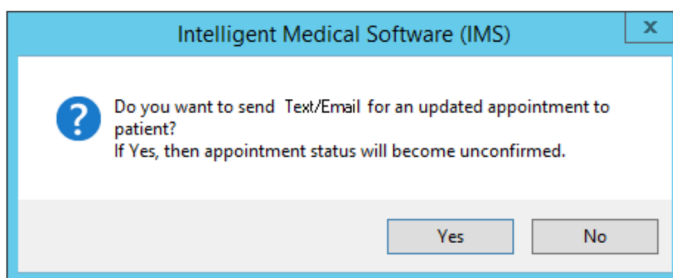 Intelligent Medical Software (IMS)
x
Do you want to send Text/Email for an updated appointment to
patient?
If Yes, then appointment status will become unconfirmed.
Yes
No